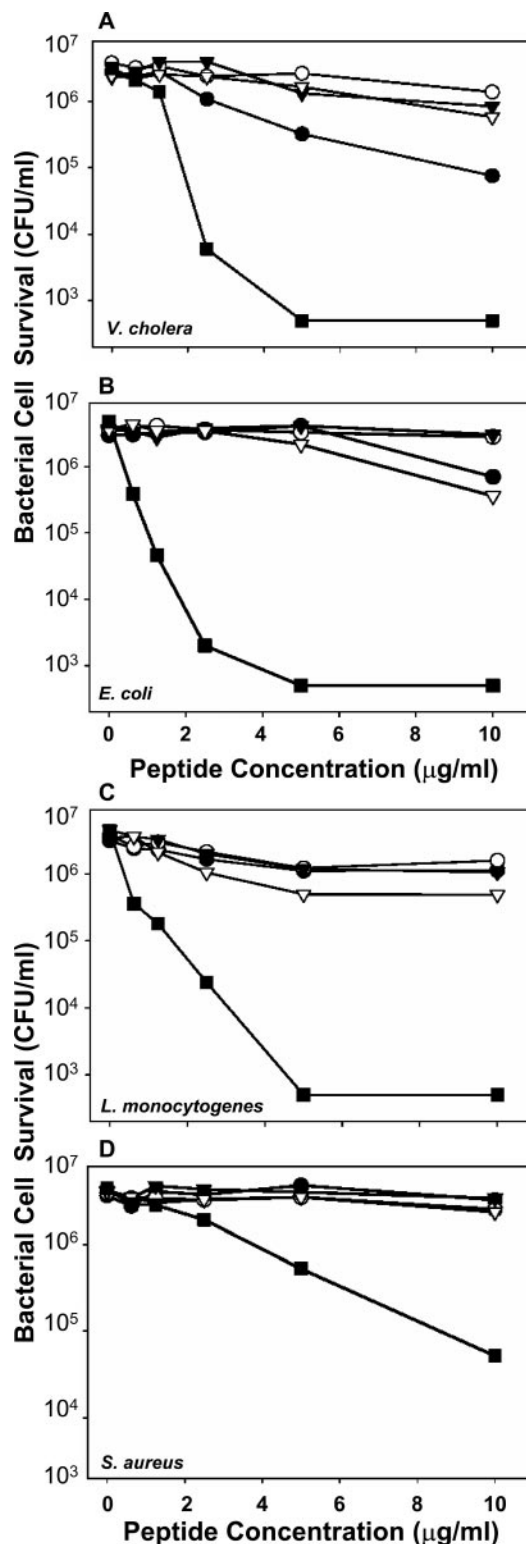 A
10⁷
10⁶
10⁵
10⁴
10³
V. cholera
B
10⁷
10⁶
10⁵
10⁴
10³
E. coli
0 2 4 6 8 10
Peptide Concentration (μg/ml)
Bacterial Cell Survival (CFU/ml)
C
10⁷
10⁶
10⁵
10⁴
10³
L. monocytogenes
D
10⁷
10⁶
10⁵
10⁴
10³
S. aureus
0 2 4 6 8 10
Peptide Concentration (μg/ml)
Bacterial Cell Survival (CFU/ml)